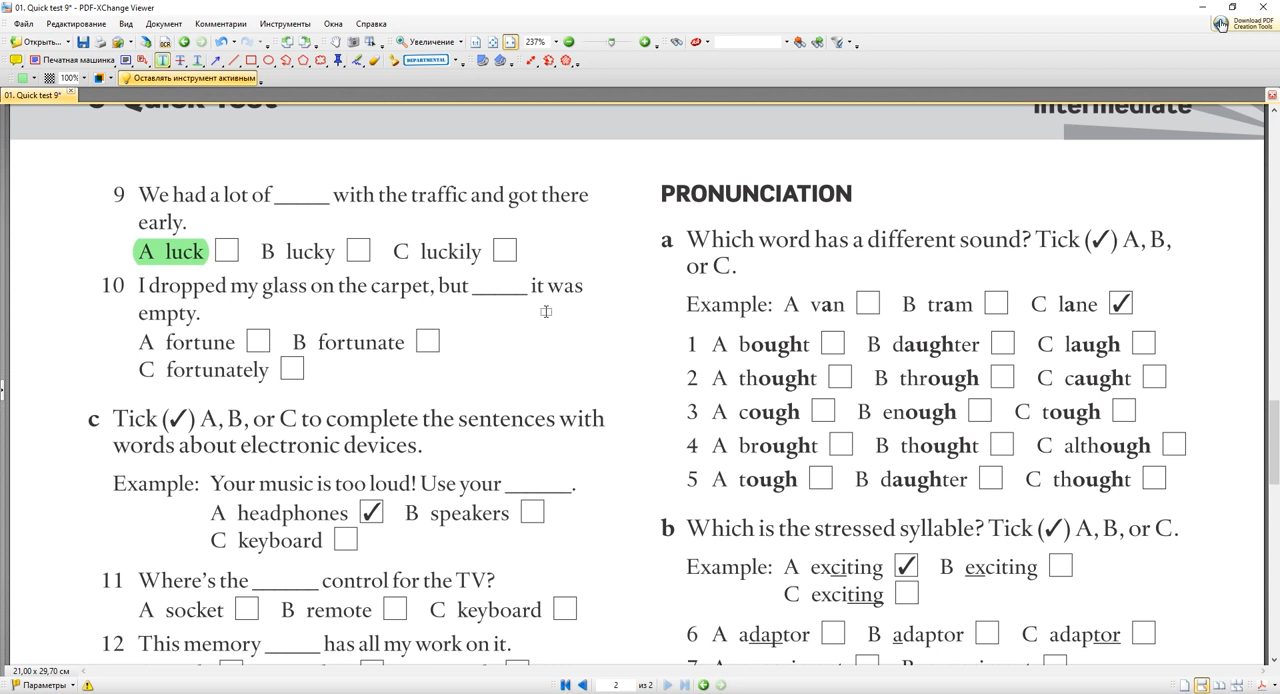 01. Quick test 9* - PDF-XChange Viewer
Файл Редактирование Вид Документ Комментарии Инструменты Окна Справка
Открыть... OCR Увеличение 237% Download PDF Creation Tools
Печатная машинка DEPARTMENTAL
100% Оставлять инструмент активным
01. Quick test 9*
Quick Test
Intermediate
9 We had a lot of _____ with the traffic and got there
early.
A luck B lucky C luckily
10 I dropped my glass on the carpet, but _____ it was
empty.
A fortune B fortunate
C fortunately
c Tick (✓) A, B, or C to complete the sentences with
words about electronic devices.
Example: Your music is too loud! Use your ______.
A headphones ✓ B speakers
C keyboard
11 Where's the ______ control for the TV?
A socket B remote C keyboard
12 This memory _____ has all my work on it.
PRONUNCIATION
a Which word has a different sound? Tick (✓) A, B,
or C.
Example: A van B tram C lane ✓
1 A bought B daughter C laugh
2 A thought B through C caught
3 A cough B enough C tough
4 A brought B thought C although
5 A tough B daughter C thought
b Which is the stressed syllable? Tick (✓) A, B, or C.
Example: A exciting ✓ B exciting
C exciting
6 A adaptor B adaptor C adaptor
21,00 x 29,70 см
Параметры 2 из 2